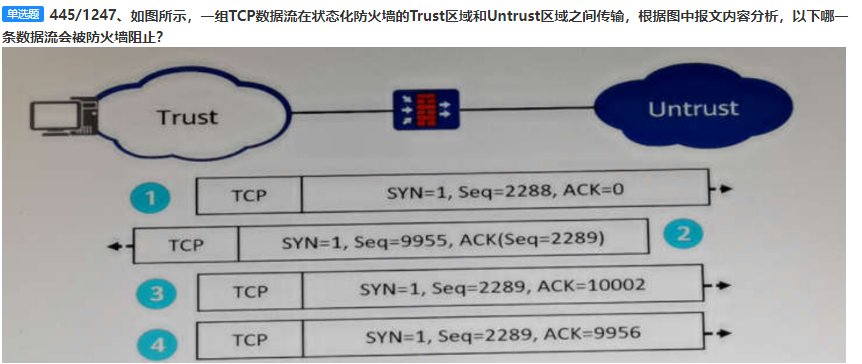 单选题 445/1247、如图所示，一组TCP数据流在状态化防火墙的Trust区域和Untrust区域之间传输，根据图中报文内容分析，以下哪一
条数据流会被防火墙阻止？
Trust
Untrust
1 TCP SYN=1, Seq=2288, ACK=0
TCP SYN=1, Seq=9955, ACK(Seq=2289) 2
3 TCP SYN=1, Seq=2289, ACK=10002
4 TCP SYN=1, Seq=2289, ACK=9956